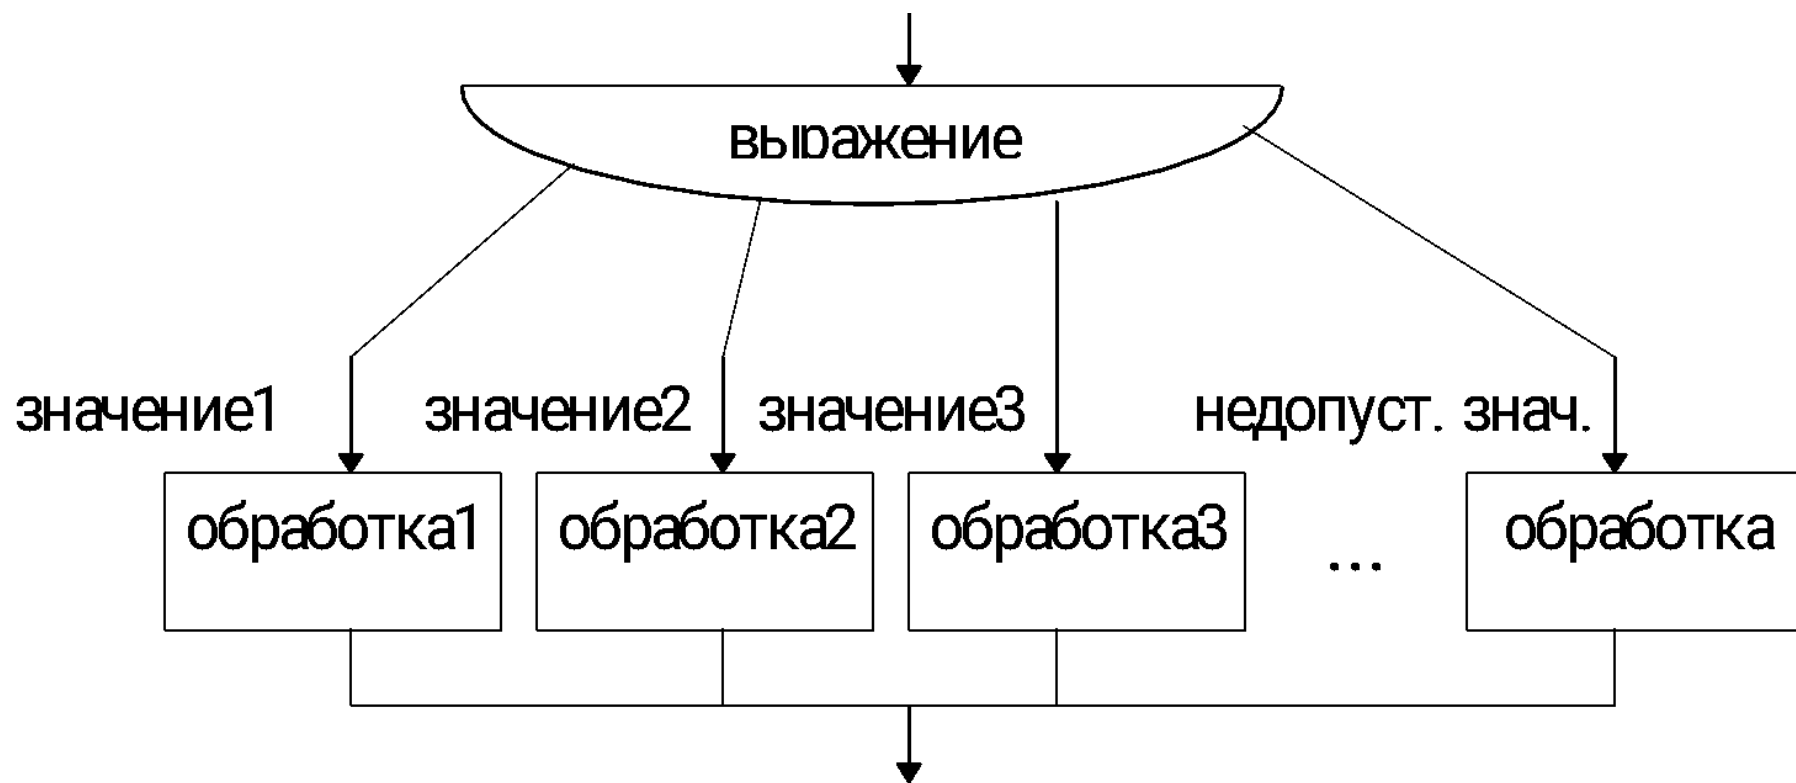 выражение
значение1
значение2
значение3
недопуст. знач.
обработка1
обработка2
обработка3
...
обработка